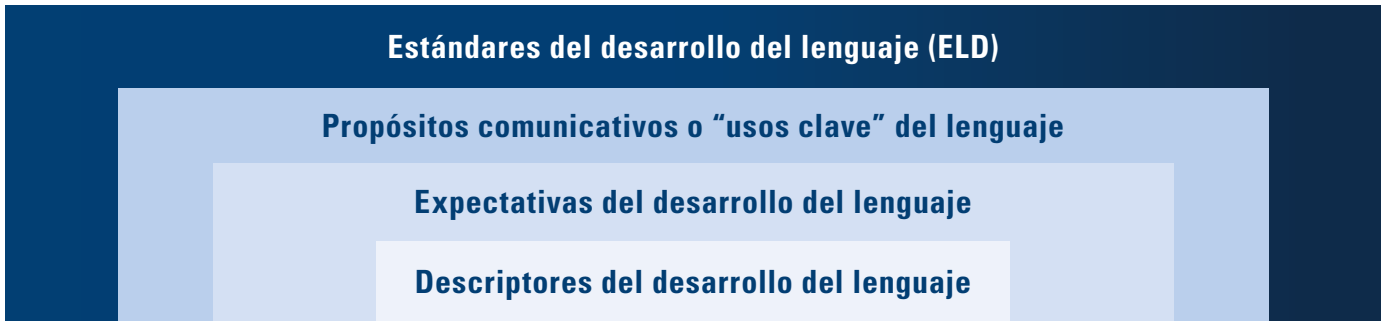 Estándares del desarrollo del lenguaje (ELD)
Propósitos comunicativos o “usos clave” del lenguaje
Expectativas del desarrollo del lenguaje
Descriptores del desarrollo del lenguaje